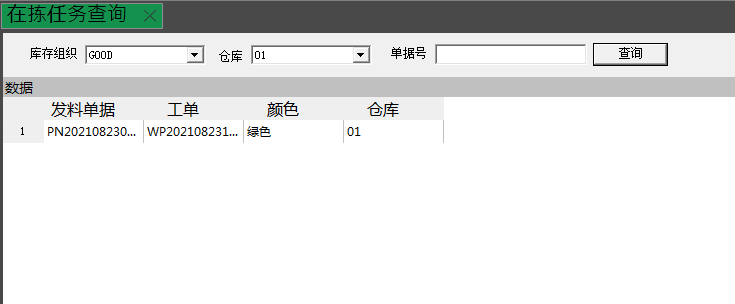 在拣任务查询
库存组织 GOOD 仓库 01 单据号 查询
数据
发料单据 工单 颜色 仓库
1 PN202108230... WP202108231... 绿色 01